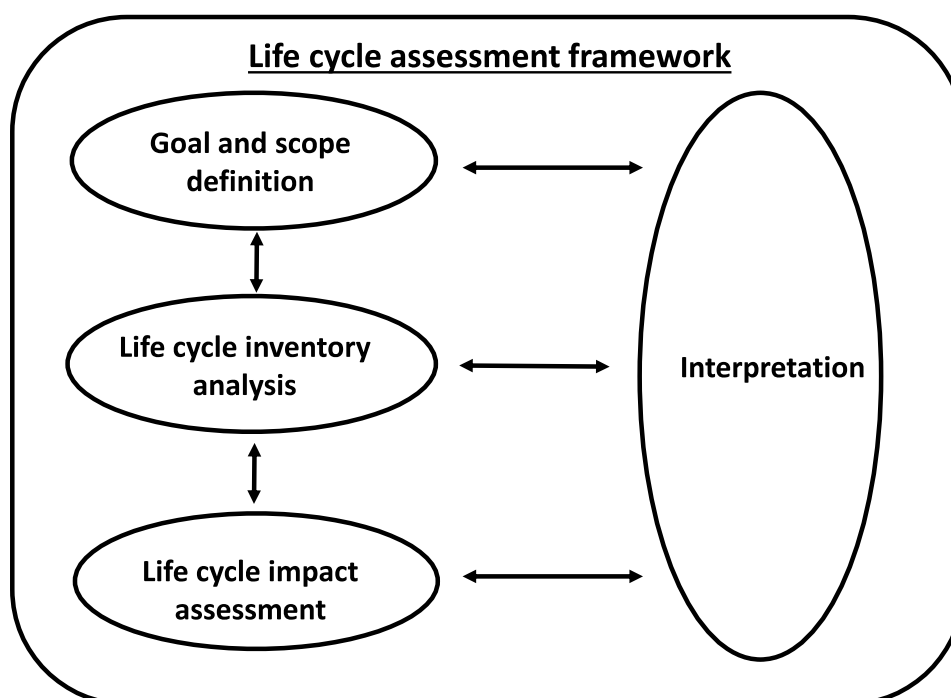 Life cycle assessment framework
Goal and scope
definition
Life cycle inventory
analysis
Interpretation
Life cycle impact
assessment